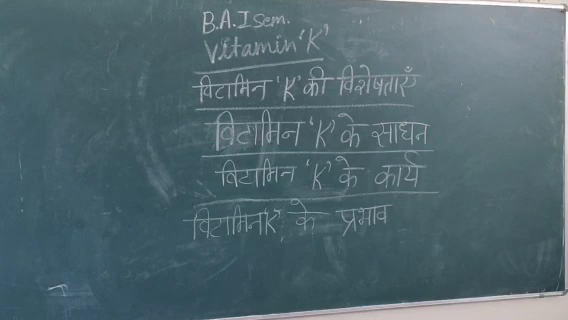 B.A.I Sem.
Vitamin 'K'
विटामिन 'K' की विशेषताएँ
विटामिन 'K' के साधन
विटामिन 'K' के कार्य
विटामिन 'K' के प्रभाव